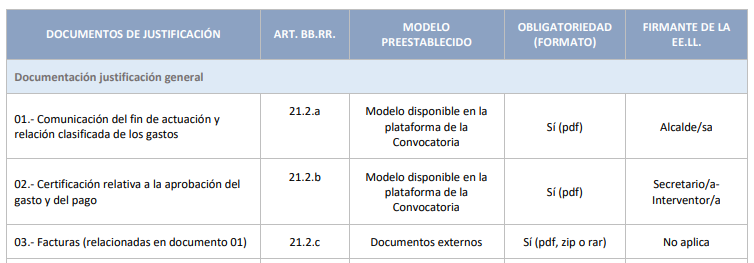 DOCUMENTOS DE JUSTIFICACIÓN
ART. BB.RR.
MODELO
PREESTABLECIDO
OBLIGATORIEDAD
(FORMATO)
FIRMANTE DE LA
EE.LL.
Documentación justificación general
01.- Comunicación del fin de actuación y
relación clasificada de los gastos
21.2.a
Modelo disponible en la
plataforma de la
Convocatoria
Sí (pdf)
Alcalde/sa
02.- Certificación relativa a la aprobación del
gasto y del pago
21.2.b
Modelo disponible en la
plataforma de la
Convocatoria
Sí (pdf)
Secretario/a-
Interventor/a
03.- Facturas (relacionadas en documento 01)
21.2.c
Documentos externos
Sí (pdf, zip o rar)
No aplica